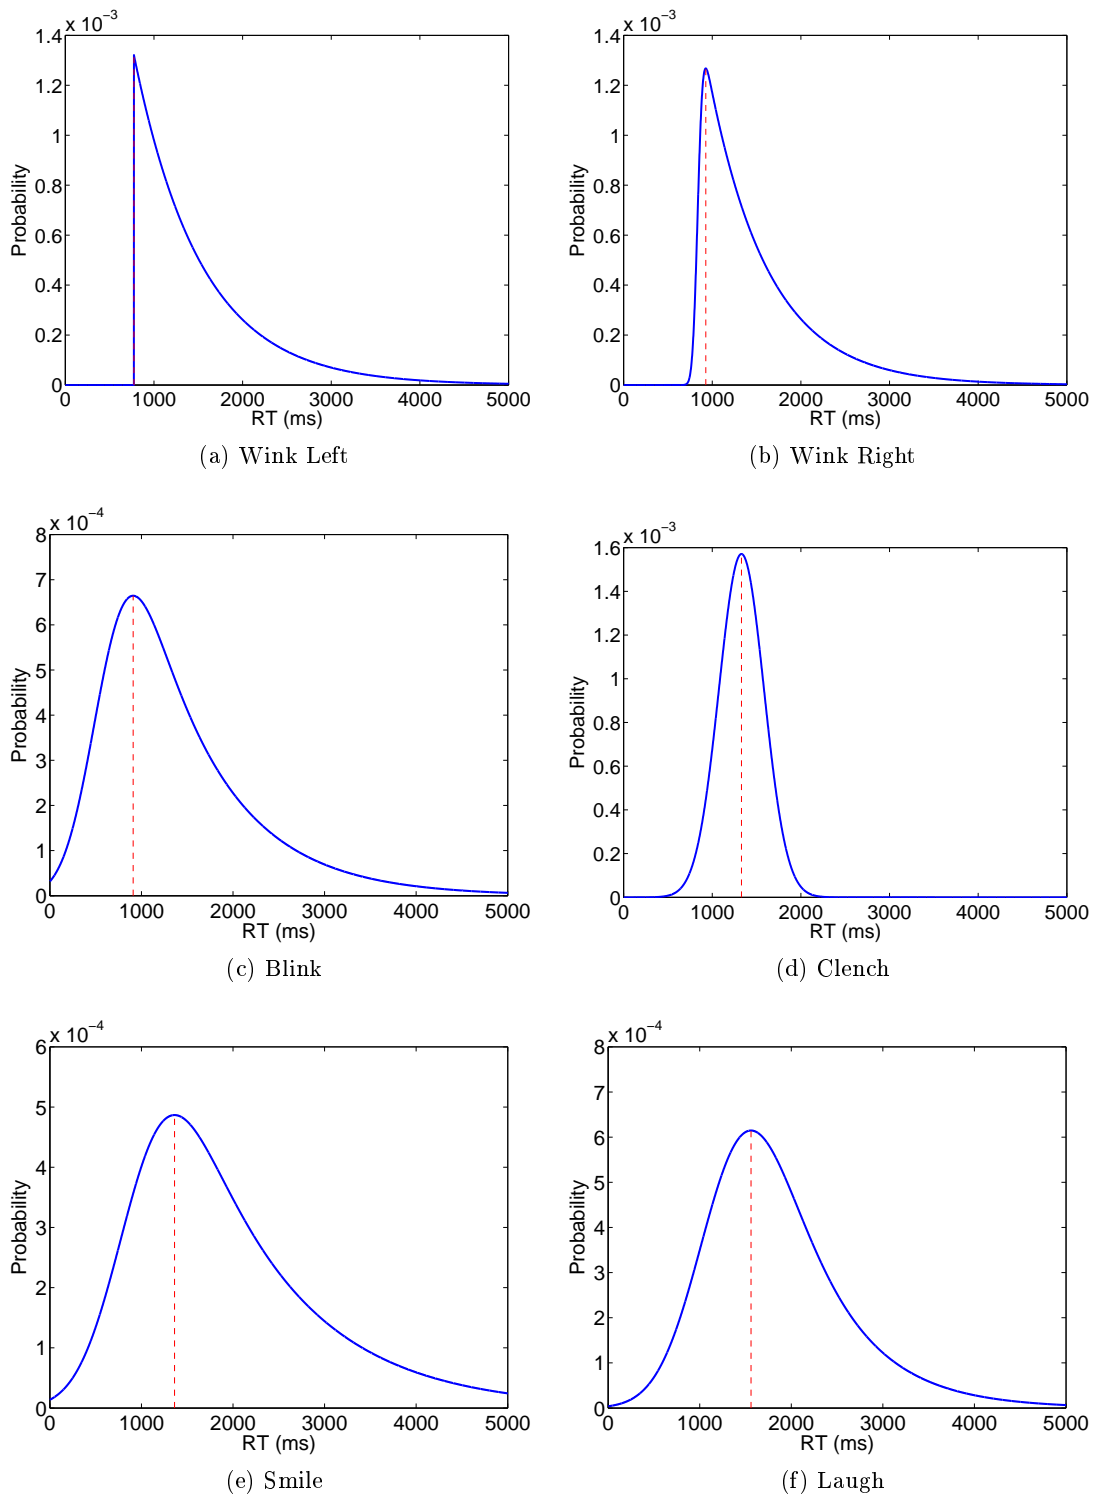 x 10⁻³
1.4
1.2
1
0.8
0.6
0.4
0.2
0
Probability
0 1000 2000 3000 4000 5000
RT (ms)
(a) Wink Left
x 10⁻³
1.4
1.2
1
0.8
0.6
0.4
0.2
0
Probability
0 1000 2000 3000 4000 5000
RT (ms)
(b) Wink Right
x 10⁻⁴
8
7
6
5
4
3
2
1
0
Probability
0 1000 2000 3000 4000 5000
RT (ms)
(c) Blink
x 10⁻³
1.6
1.4
1.2
1
0.8
0.6
0.4
0.2
0
Probability
0 1000 2000 3000 4000 5000
RT (ms)
(d) Clench
x 10⁻⁴
6
5
4
3
2
1
0
Probability
0 1000 2000 3000 4000 5000
RT (ms)
(e) Smile
x 10⁻⁴
8
7
6
5
4
3
2
1
0
Probability
0 1000 2000 3000 4000 5000
RT (ms)
(f) Laugh